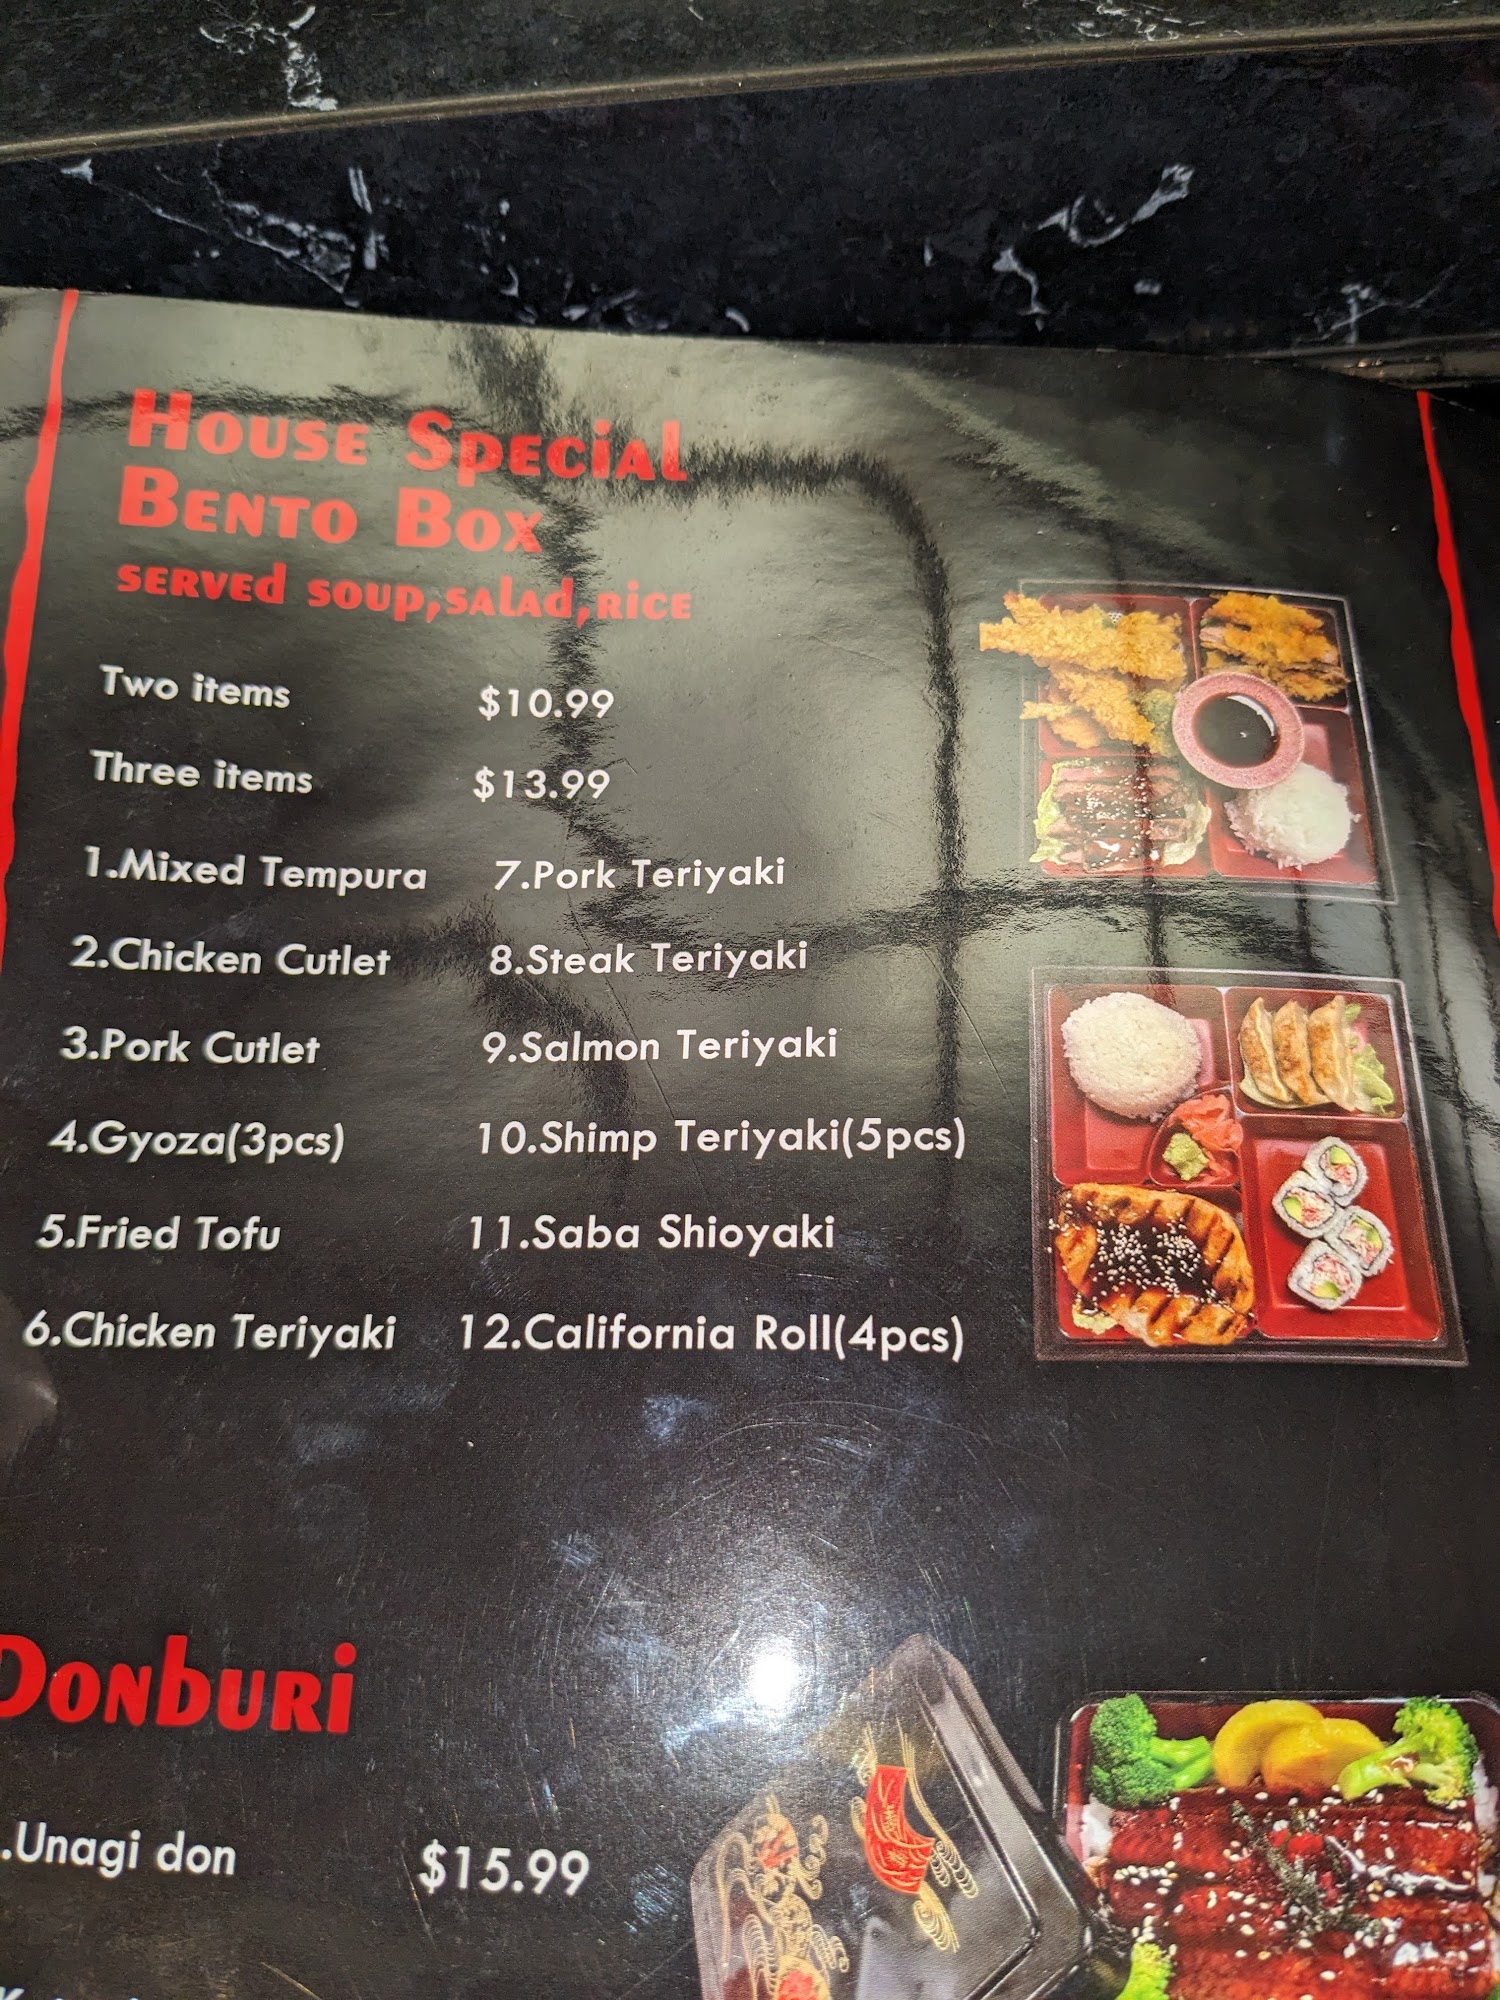 House Special
Bento Box
served soup,salad,rice
Two items $10.99
Three items $13.99
1.Mixed Tempura 7.Pork Teriyaki
2.Chicken Cutlet 8.Steak Teriyaki
3.Pork Cutlet 9.Salmon Teriyaki
4.Gyoza(3pcs) 10.Shimp Teriyaki(5pcs)
5.Fried Tofu 11.Saba Shioyaki
6.Chicken Teriyaki 12.California Roll(4pcs)
Donburi
.Unagi don $15.99